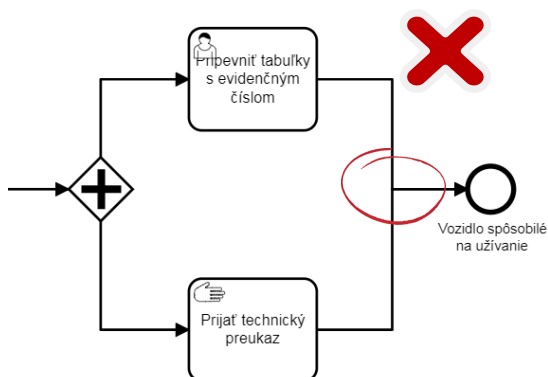 Pripevniť tabuľky
s evidenčným
číslom
Vozidlo spôsobilé
na užívanie
Prijať technický
preukaz